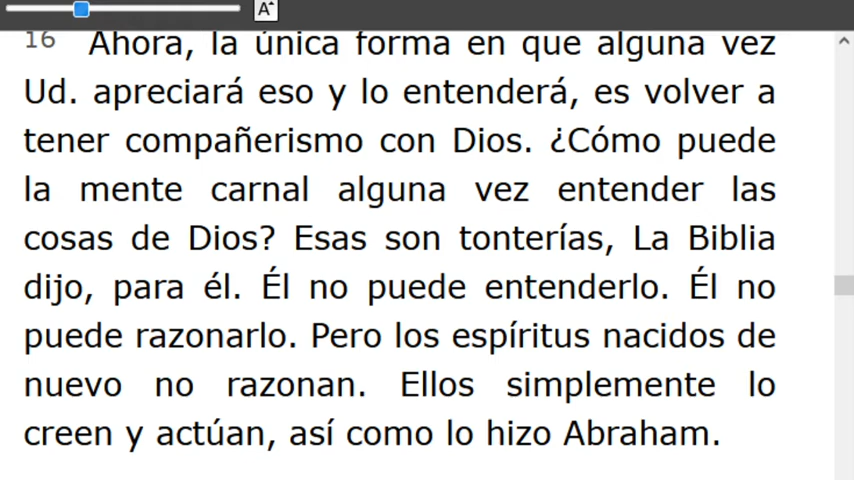 A
16 Ahora, la única forma en que alguna vez
Ud. apreciará eso y lo entenderá, es volver a
tener compañerismo con Dios. ¿Cómo puede
la mente carnal alguna vez entender las
cosas de Dios? Esas son tonterías, La Biblia
dijo, para él. Él no puede entenderlo. Él no
puede razonarlo. Pero los espíritus nacidos de
nuevo no razonan. Ellos simplemente lo
creen y actúan, así como lo hizo Abraham.